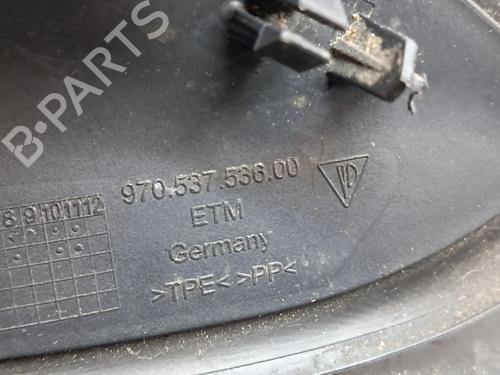 B-PARTS
970.537.536.00
8 9 10 11 12
ETM
Germany
>TPE< >PP<